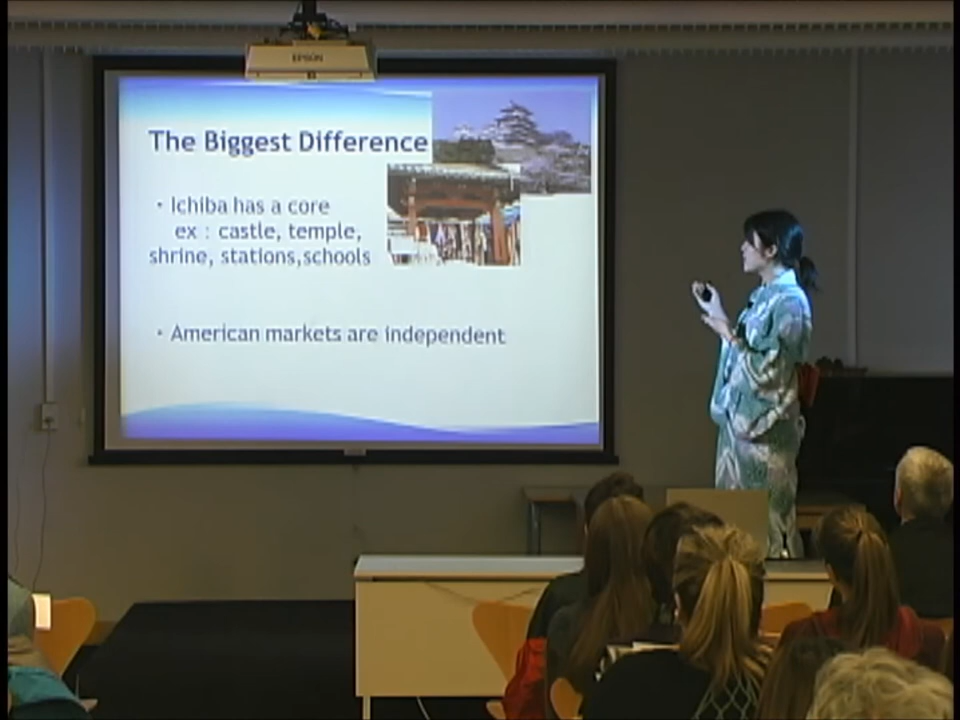 EPSON
The Biggest Difference
· Ichiba has a core
ex : castle, temple,
shrine, stations,schools
· American markets are independent